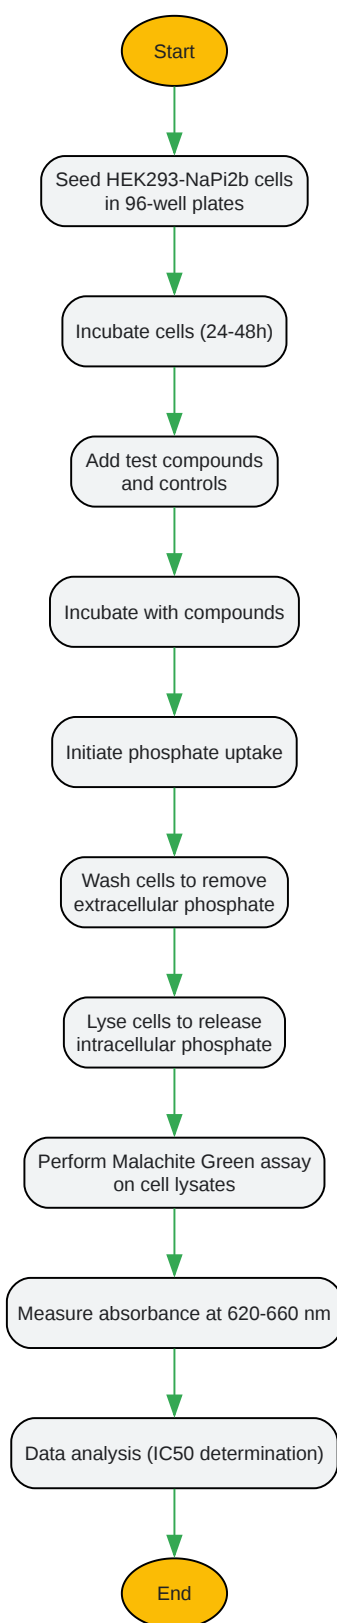 Start
Seed HEK293-NaPi2b cells
in 96-well plates
Incubate cells (24-48h)
Add test compounds
and controls
Incubate with compounds
Initiate phosphate uptake
Wash cells to remove
extracellular phosphate
Lyse cells to release
intracellular phosphate
Perform Malachite Green assay
on cell lysates
Measure absorbance at 620-660 nm
Data analysis (IC50 determination)
End